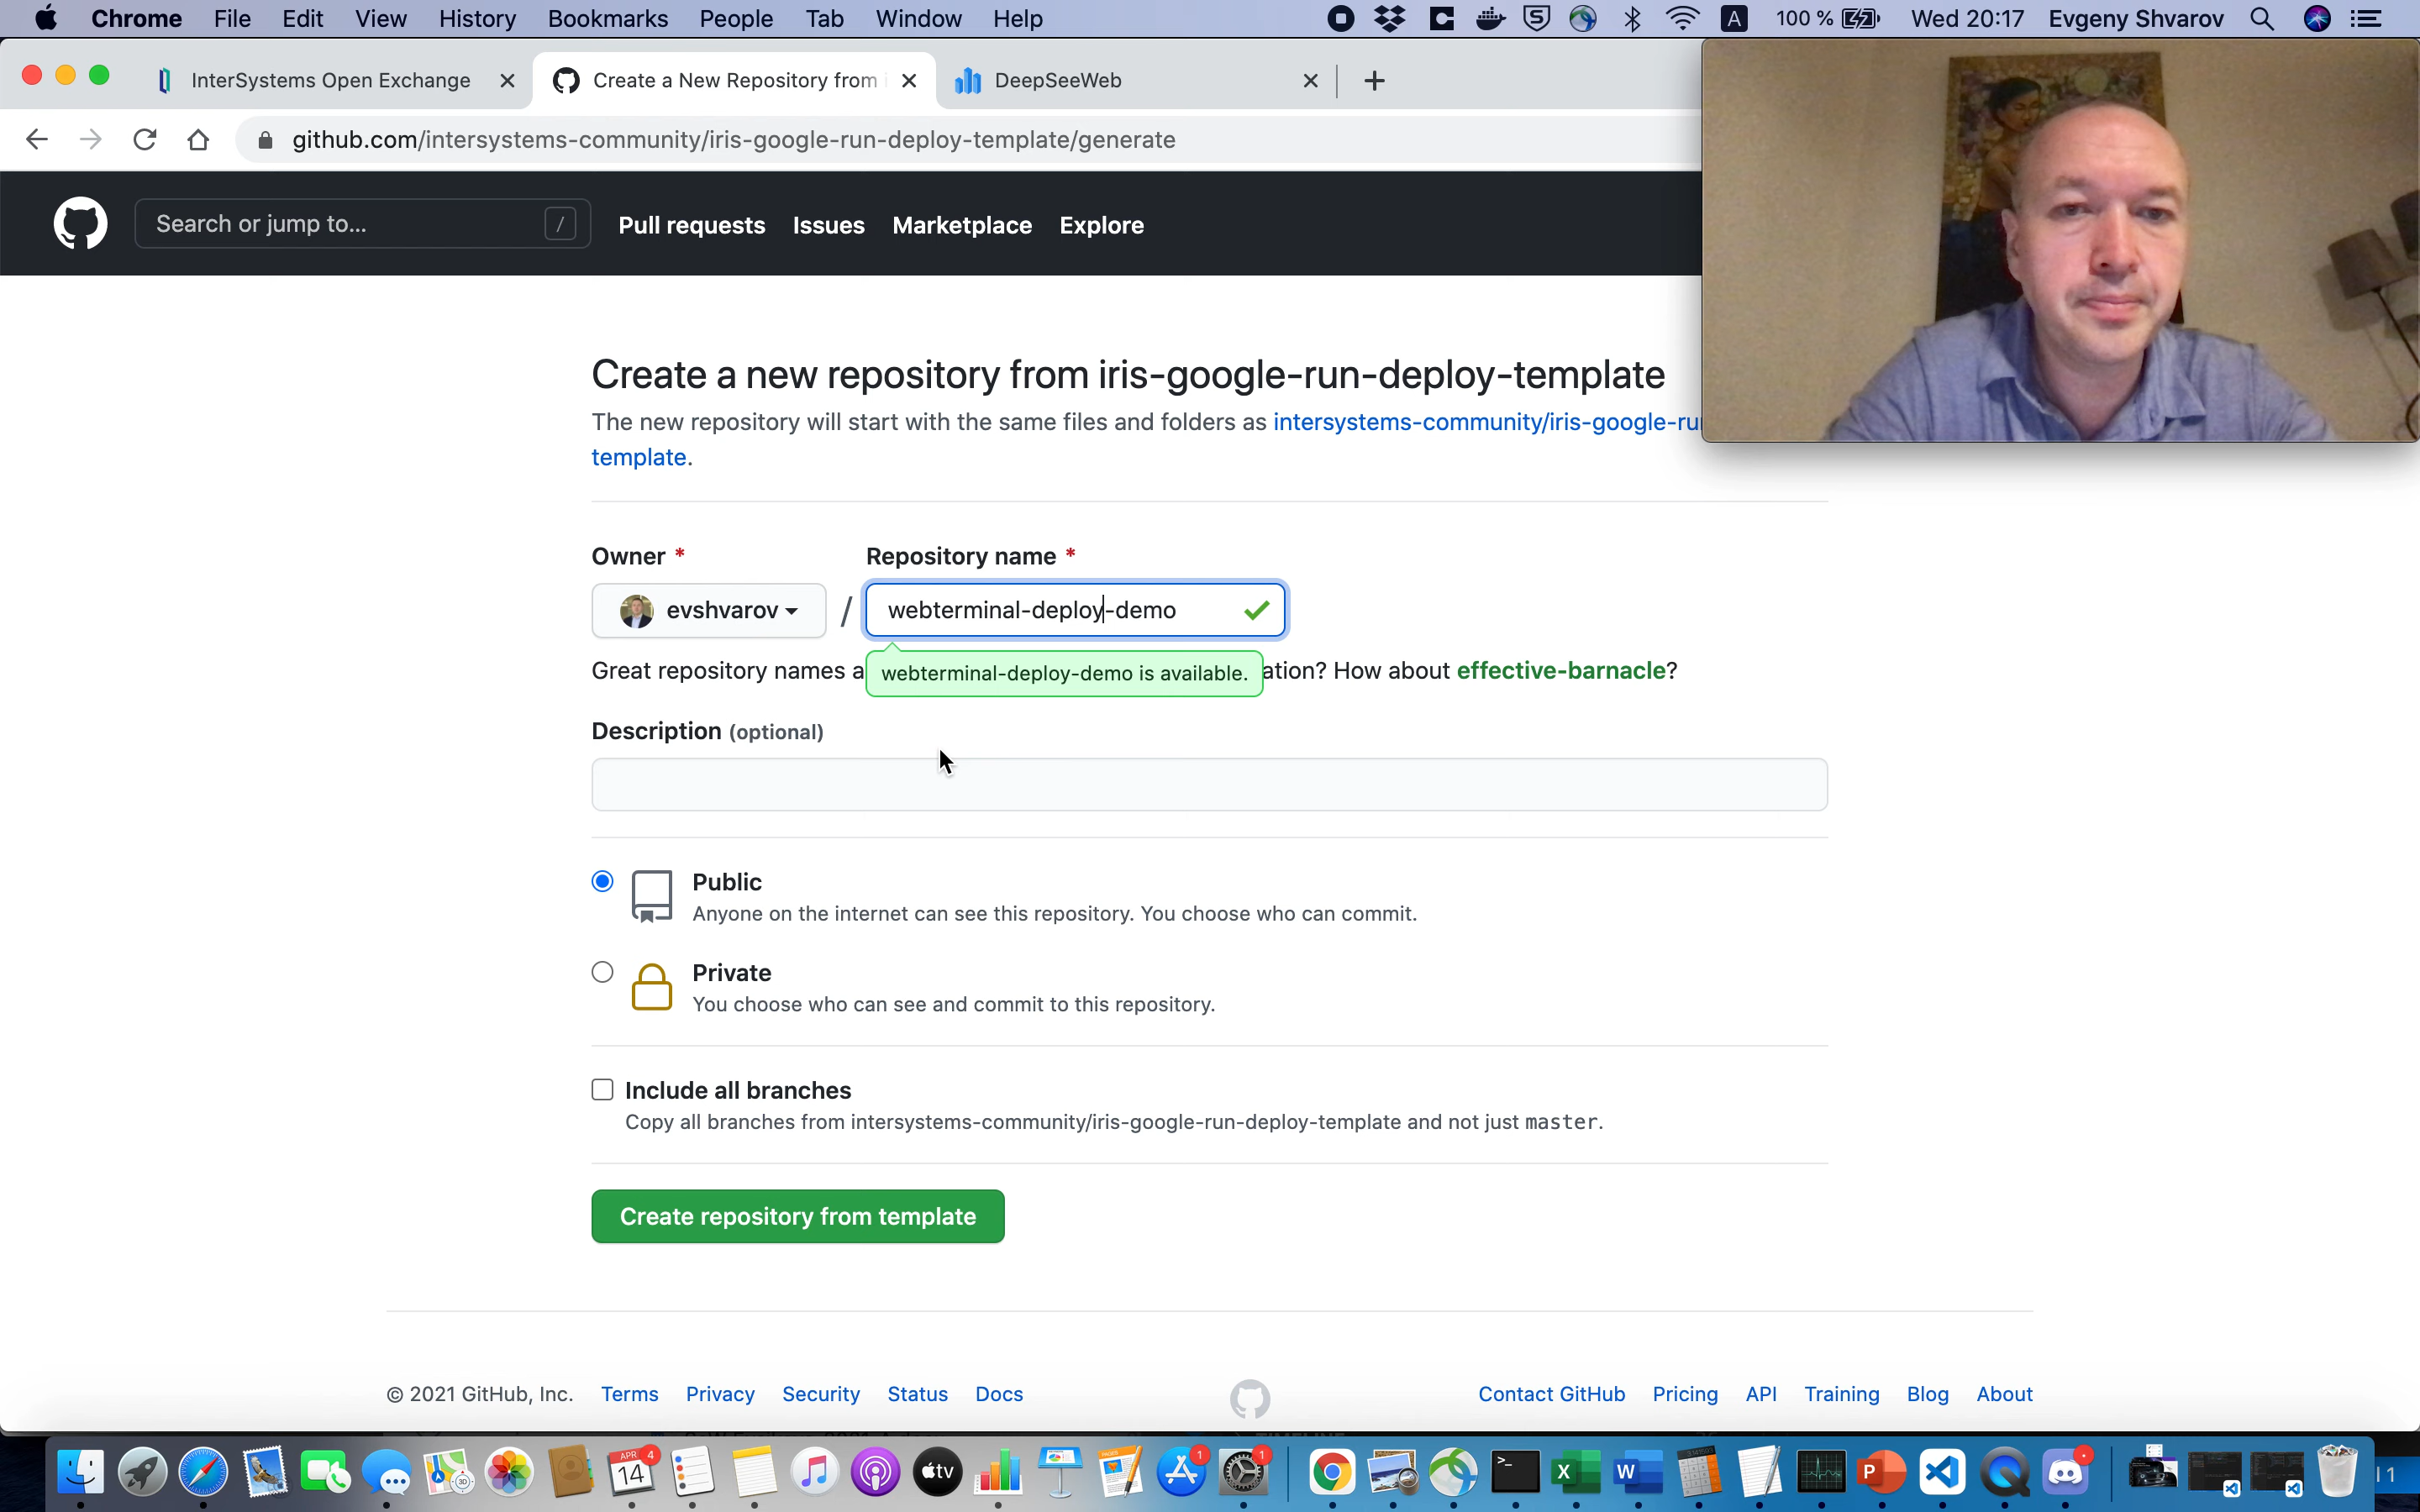 Chrome File Edit View History Bookmarks People Tab Window Help
A 100 % Wed 20:17 Evgeny Shvarov
InterSystems Open Exchange
Create a New Repository from
DeepSeeWeb
github.com/intersystems-community/iris-google-run-deploy-template/generate
Search or jump to... /
Pull requests Issues Marketplace Explore
Create a new repository from iris-google-run-deploy-template
The new repository will start with the same files and folders as intersystems-community/iris-google-
template.
Owner * Repository name *
evshvarov / webterminal-deploy-demo
Great repository names How about effective-barnacle?
webterminal-deploy-demo is available.
Description (optional)
Public
Anyone on the internet can see this repository. You choose who can commit.
Private
You choose who can see and commit to this repository.
Include all branches
Copy all branches from intersystems-community/iris-google-run-deploy-template and not just master.
Create repository from template
© 2021 GitHub, Inc. Terms Privacy Security Status Docs
Contact GitHub Pricing API Training Blog About
APR 14 4
tv
1 1